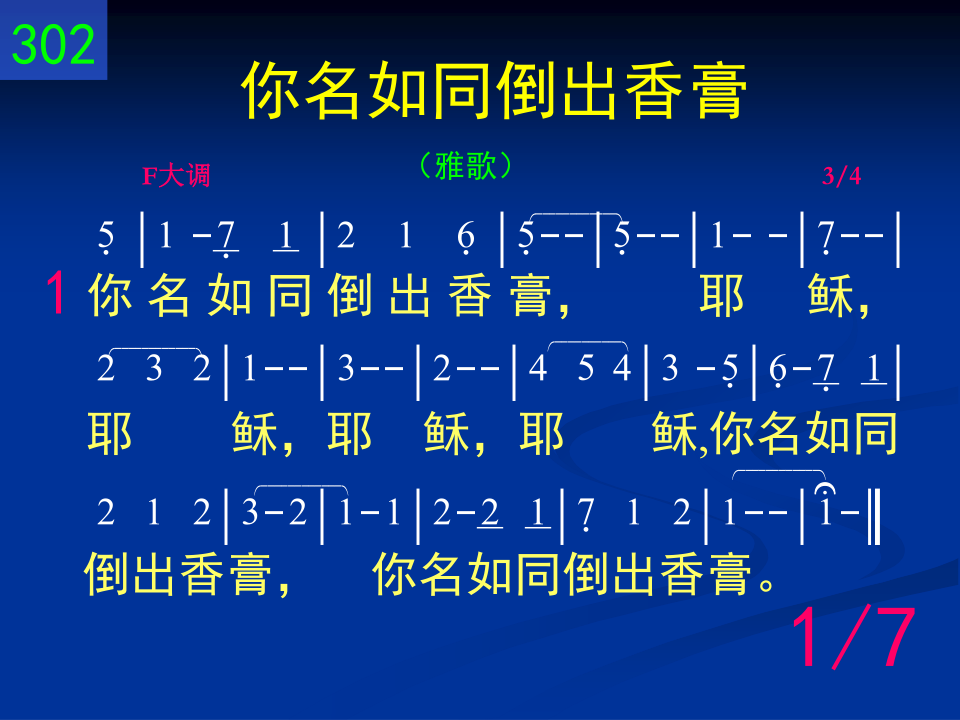 302
你名如同倒出香膏
（雅歌）
F大调 3/4
5̣ | 1 - 7̣ 1 | 2 1 6̣ | 5̣ - - | 5̣ - - | 1 - - | 7̣ - - |
1 你 名 如 同 倒 出 香 膏， 耶 稣，
2 3 2 | 1 - - | 3 - - | 2 - - | 4 5 4 | 3 - 5̣ | 6̣ - 7̣ 1 |
耶 稣，耶 稣，耶 稣,你名如同
2 1 2 | 3 - 2 | 1 - 1 | 2 - 2 1 | 7̣ 1 2 | 1 - - | 1 - ‖
倒出香膏， 你名如同倒出香膏。
1/7